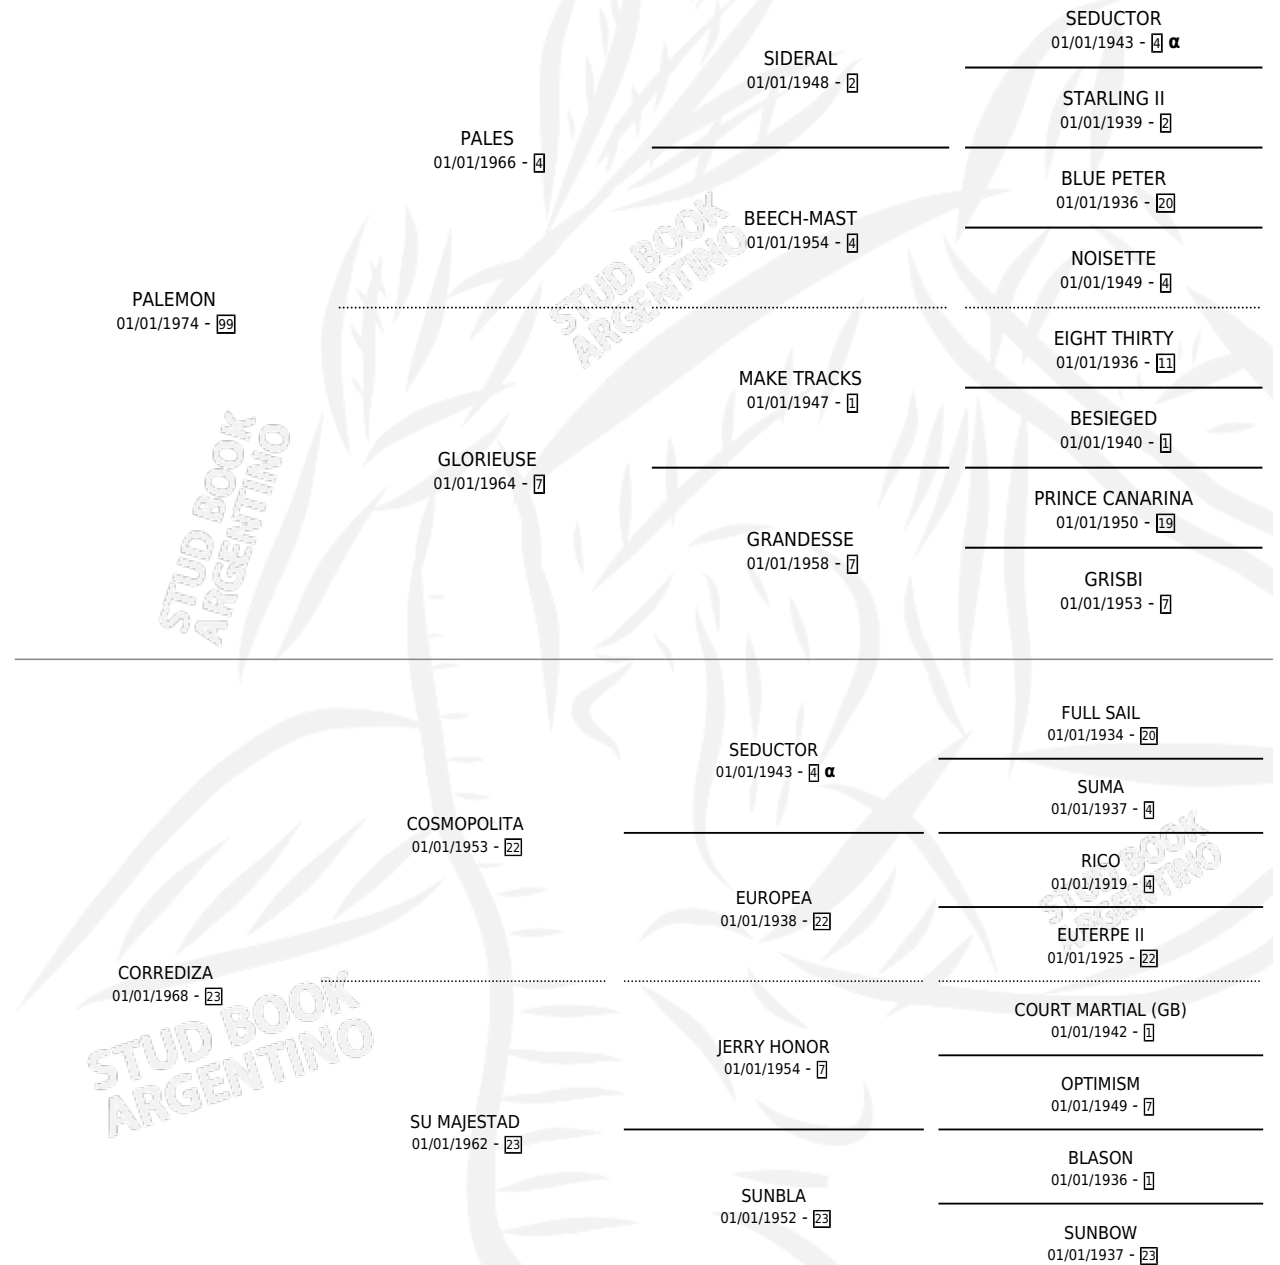 SEDUCTOR
01/01/1943 - 4 α
SIDERAL
01/01/1948 - 2
STARLING II
01/01/1939 - 2
PALES
01/01/1966 - 4
BLUE PETER
01/01/1936 - 20
BEECH-MAST
01/01/1954 - 4
NOISETTE
01/01/1949 - 4
PALEMON
01/01/1974 - 99
EIGHT THIRTY
01/01/1936 - 11
MAKE TRACKS
01/01/1947 - 1
BESIEGED
01/01/1940 - 1
GLORIEUSE
01/01/1964 - 7
PRINCE CANARINA
01/01/1950 - 19
GRANDESSE
01/01/1958 - 7
GRISBI
01/01/1953 - 7
STUD BOOK
ARGENTINO
STUD BOOK
ARGENTINO
FULL SAIL
01/01/1934 - 20
SEDUCTOR
01/01/1943 - 4 α
SUMA
01/01/1937 - 4
COSMOPOLITA
01/01/1953 - 22
RICO
01/01/1919 - 4
EUROPEA
01/01/1938 - 22
EUTERPE II
01/01/1925 - 22
CORREDIZA
01/01/1968 - 23
COURT MARTIAL (GB)
01/01/1942 - 1
JERRY HONOR
01/01/1954 - 7
OPTIMISM
01/01/1949 - 7
SU MAJESTAD
01/01/1962 - 23
BLASON
01/01/1936 - 1
SUNBLA
01/01/1952 - 23
SUNBOW
01/01/1937 - 23
STUD BOOK
ARGENTINO
STUD BOOK
ARGENTINO